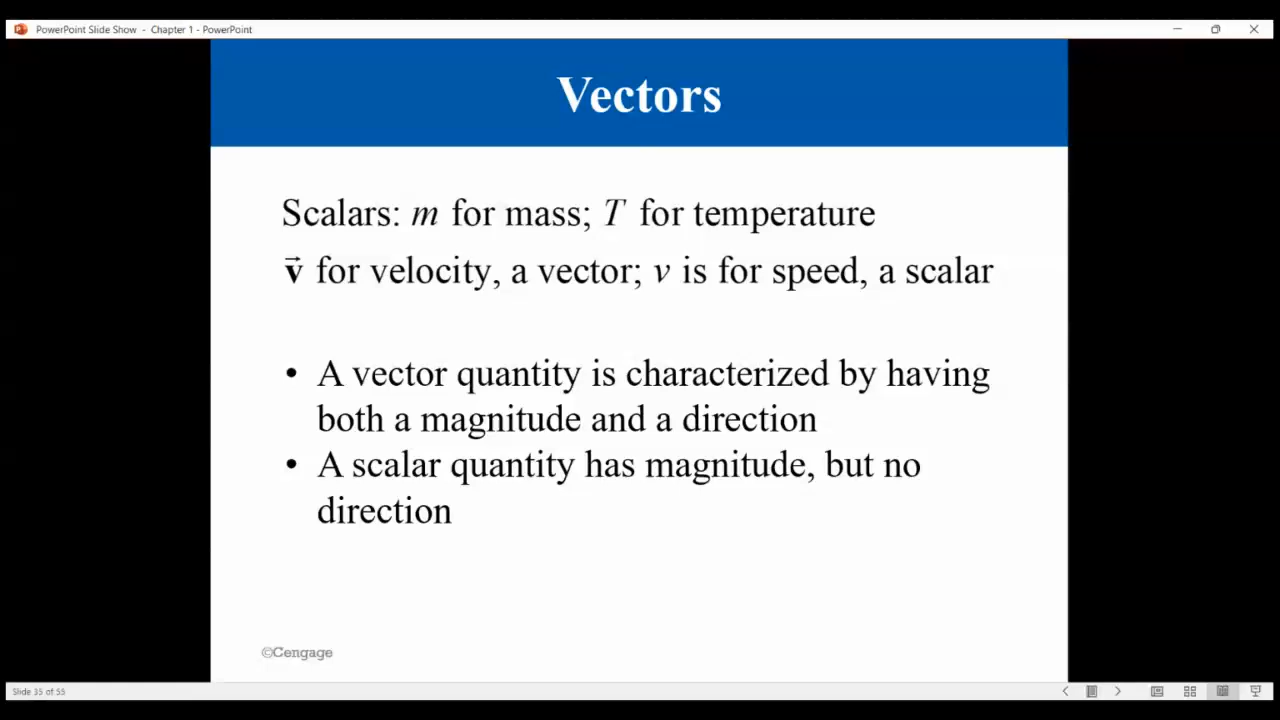 PowerPoint Slide Show - Chapter 1 - PowerPoint
Vectors
Scalars: m for mass; T for temperature
v⃗ for velocity, a vector; v is for speed, a scalar
• A vector quantity is characterized by having
both a magnitude and a direction
• A scalar quantity has magnitude, but no
direction
©Cengage
Slide 35 of 55